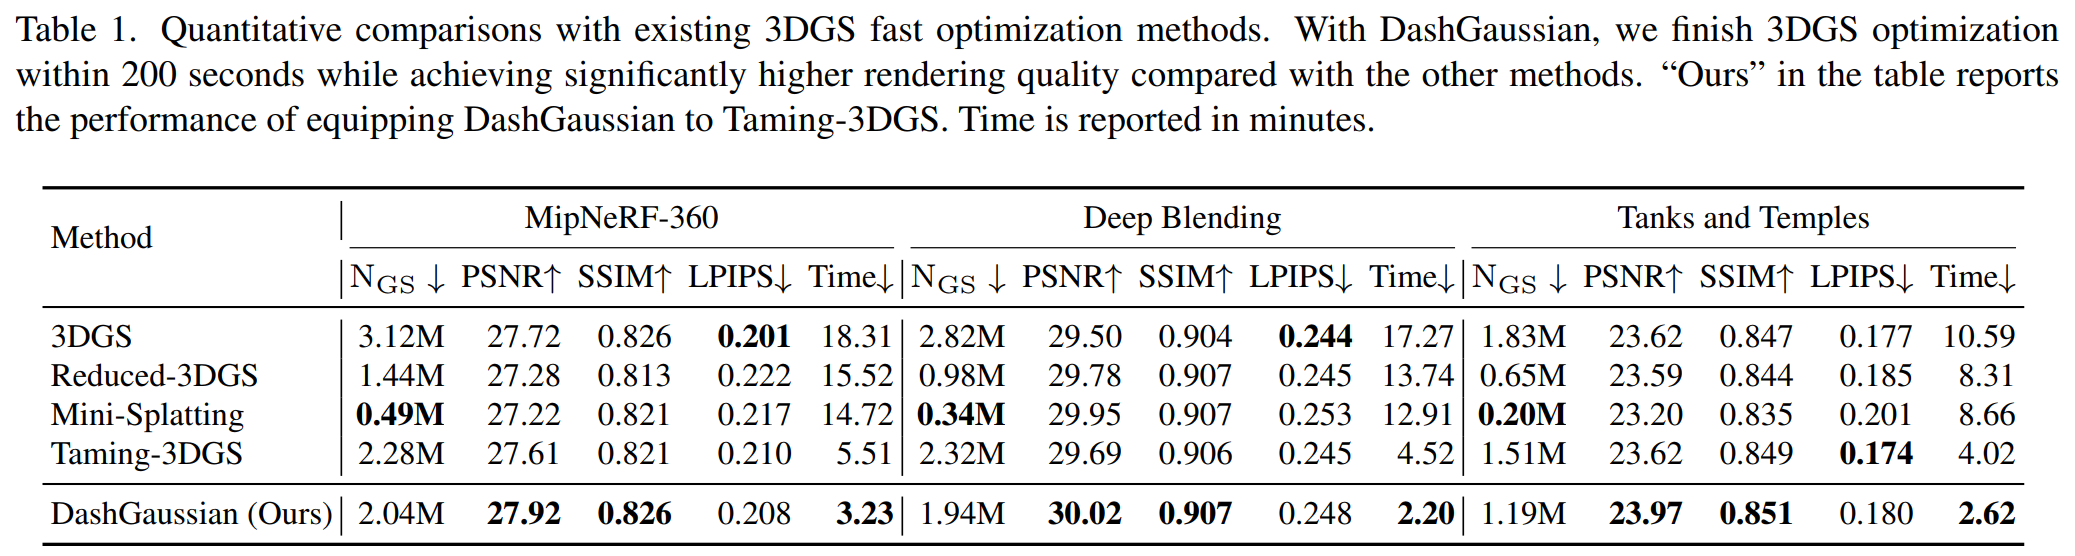 Table 1. Quantitative comparisons with existing 3DGS fast optimization methods. With DashGaussian, we finish 3DGS optimization
within 200 seconds while achieving significantly higher rendering quality compared with the other methods. “Ours” in the table reports
the performance of equipping DashGaussian to Taming-3DGS. Time is reported in minutes.
Method MipNeRF-360 Deep Blending Tanks and Temples
N_GS ↓ PSNR↑ SSIM↑ LPIPS↓ Time↓ N_GS ↓ PSNR↑ SSIM↑ LPIPS↓ Time↓ N_GS ↓ PSNR↑ SSIM↑ LPIPS↓ Time↓
3DGS 3.12M 27.72 0.826 0.201 18.31 2.82M 29.50 0.904 0.244 17.27 1.83M 23.62 0.847 0.177 10.59
Reduced-3DGS 1.44M 27.28 0.813 0.222 15.52 0.98M 29.78 0.907 0.245 13.74 0.65M 23.59 0.844 0.185 8.31
Mini-Splatting 0.49M 27.22 0.821 0.217 14.72 0.34M 29.95 0.907 0.253 12.91 0.20M 23.20 0.835 0.201 8.66
Taming-3DGS 2.28M 27.61 0.821 0.210 5.51 2.32M 29.69 0.906 0.245 4.52 1.51M 23.62 0.849 0.174 4.02
DashGaussian (Ours) 2.04M 27.92 0.826 0.208 3.23 1.94M 30.02 0.907 0.248 2.20 1.19M 23.97 0.851 0.180 2.62